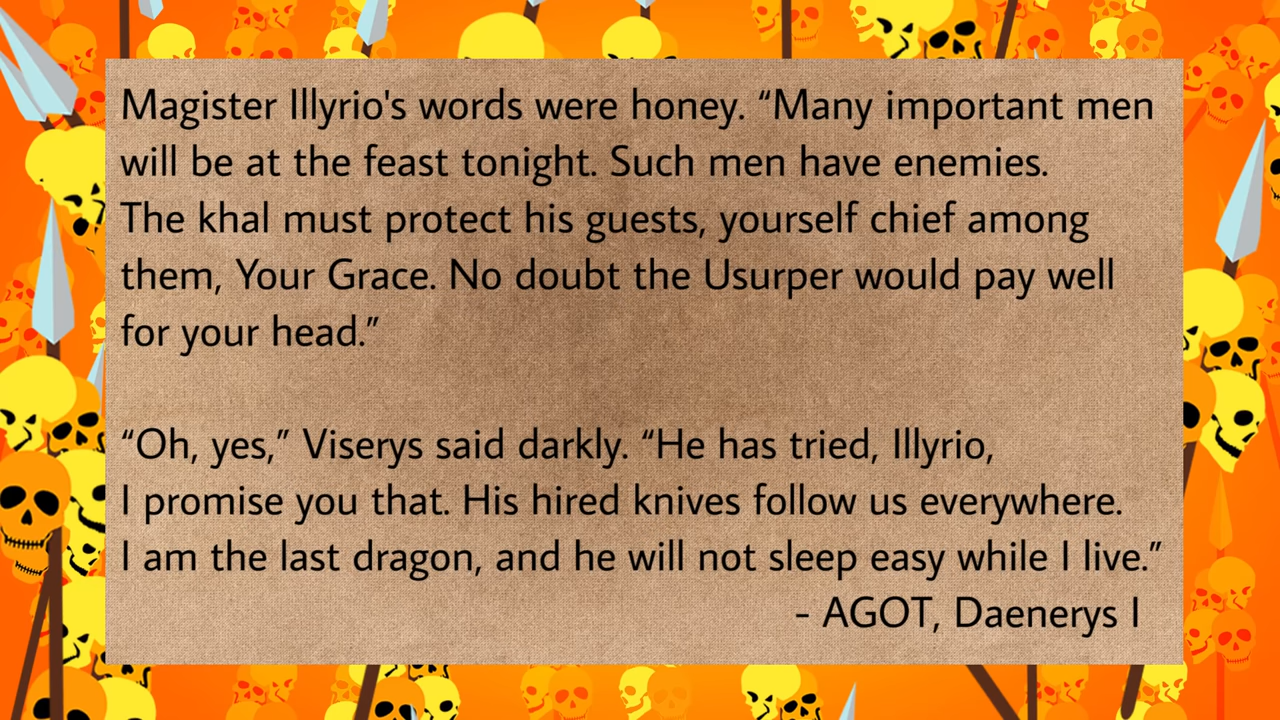 Magister Illyrio's words were honey. “Many important men
will be at the feast tonight. Such men have enemies.
The khal must protect his guests, yourself chief among
them, Your Grace. No doubt the Usurper would pay well
for your head.”
“Oh, yes,” Viserys said darkly. “He has tried, Illyrio,
I promise you that. His hired knives follow us everywhere.
I am the last dragon, and he will not sleep easy while I live.”
- AGOT, Daenerys I